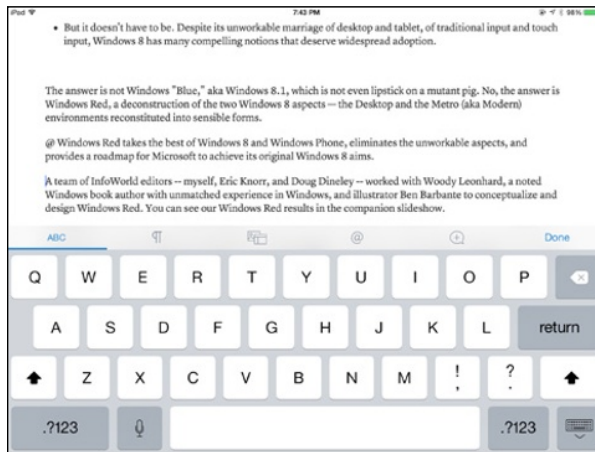 iPad
7:43 PM
98%
• But it doesn't have to be. Despite its unworkable marriage of desktop and tablet, of traditional input and touch
input, Windows 8 has many compelling notions that deserve widespread adoption.
The answer is not Windows "Blue," aka Windows 8.1, which is not even lipstick on a mutant pig. No, the answer is
Windows Red, a deconstruction of the two Windows 8 aspects — the Desktop and the Metro (aka Modern)
environments reconstituted into sensible forms.
@ Windows Red takes the best of Windows 8 and Windows Phone, eliminates the unworkable aspects, and
provides a roadmap for Microsoft to achieve its original Windows 8 aims.
A team of InfoWorld editors -- myself, Eric Knorr, and Doug Dineley -- worked with Woody Leonhard, a noted
Windows book author with unmatched experience in Windows, and illustrator Ben Barbante to conceptualize and
design Windows Red. You can see our Windows Red results in the companion slideshow.
ABC ¶ @ Done
Q W E R T Y U I O P
A S D F G H J K L return
Z X C V B N M ! , ? .
.?123 .?123